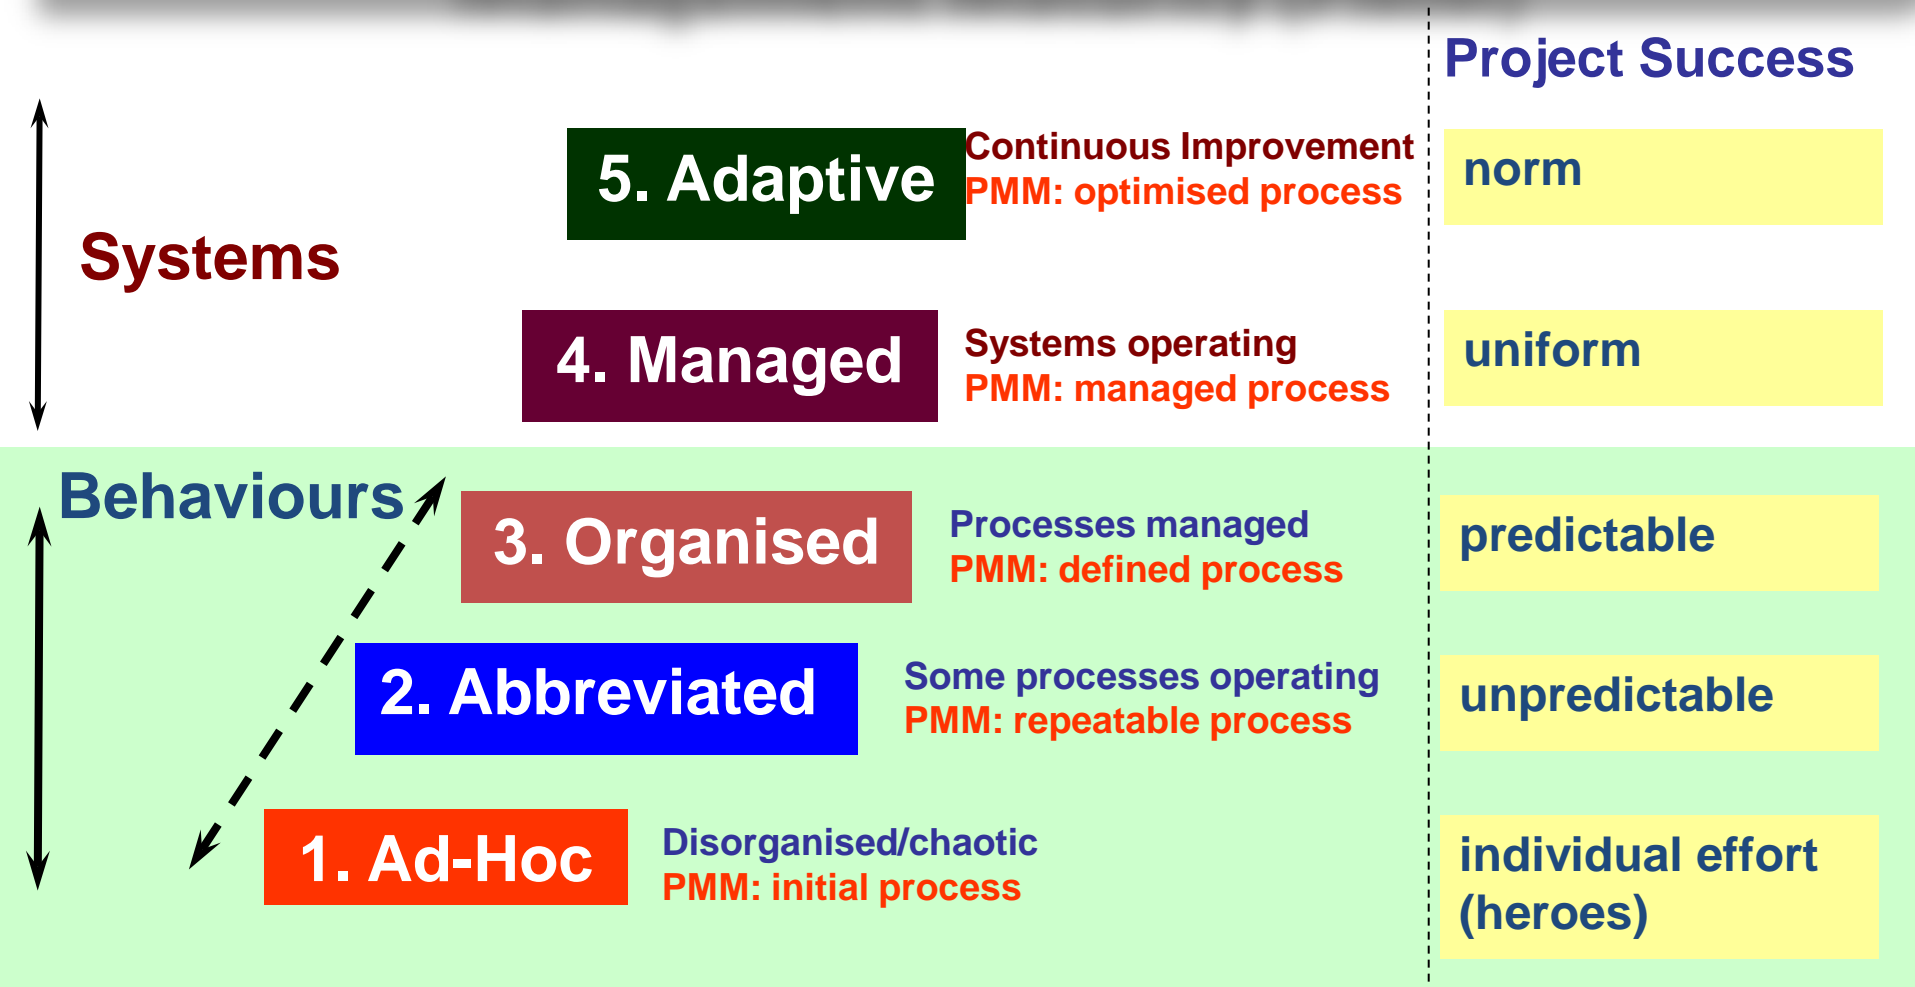 Project Success
5. Adaptive
Continuous Improvement
PMM: optimised process
norm
Systems
4. Managed
Systems operating
PMM: managed process
uniform
Behaviours
3. Organised
Processes managed
PMM: defined process
predictable
2. Abbreviated
Some processes operating
PMM: repeatable process
unpredictable
1. Ad-Hoc
Disorganised/chaotic
PMM: initial process
individual effort
(heroes)